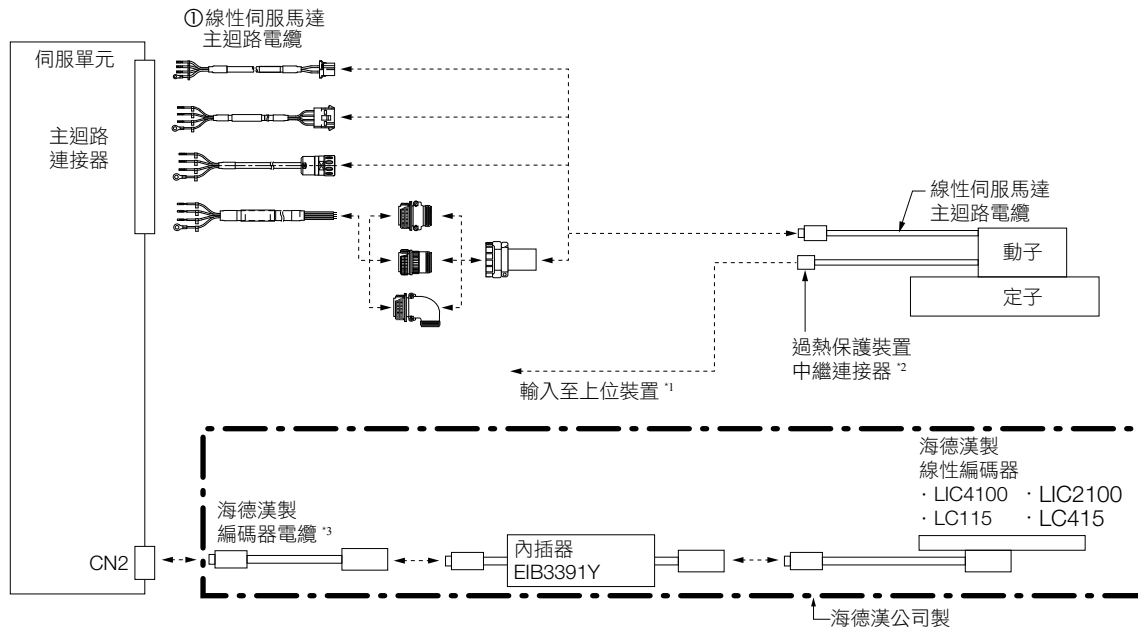 ①線性伺服馬達
主迴路電纜
伺服單元
主迴路
連接器
線性伺服馬達
主迴路電纜
動子
定子
過熱保護裝置
中繼連接器 *2
輸入至上位裝置 *1
海德漢製
線性編碼器
· LIC4100 · LIC2100
· LC115 · LC415
海德漢製
編碼器電纜 *3
內插器
EIB3391Y
CN2
海德漢公司製